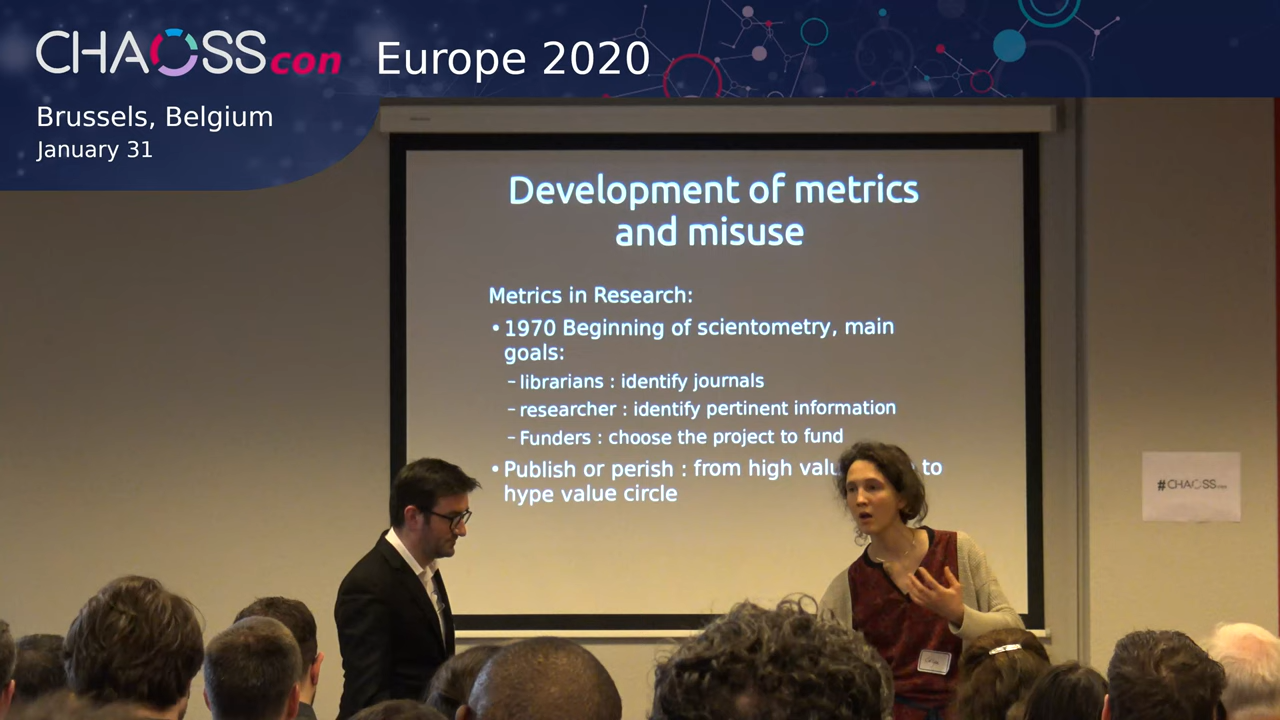 CHAOSScon Europe 2020
Brussels, Belgium
January 31
Development of metrics
and misuse
Metrics in Research:
• 1970 Beginning of scientometry, main
goals:
– librarians : identify journals
– researcher : identify pertinent information
– Funders : choose the project to fund
• Publish or perish : from high to
hype value circle
#CHAOSScon